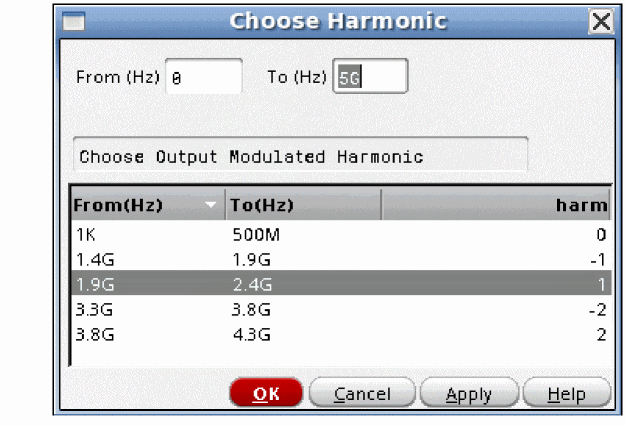 Choose Harmonic
From (Hz) 0 To (Hz) 5G
Choose Output Modulated Harmonic
From(Hz) To(Hz) harm
1K 500M 0
1.4G 1.9G -1
1.9G 2.4G 1
3.3G 3.8G -2
3.8G 4.3G 2
OK Cancel Apply Help